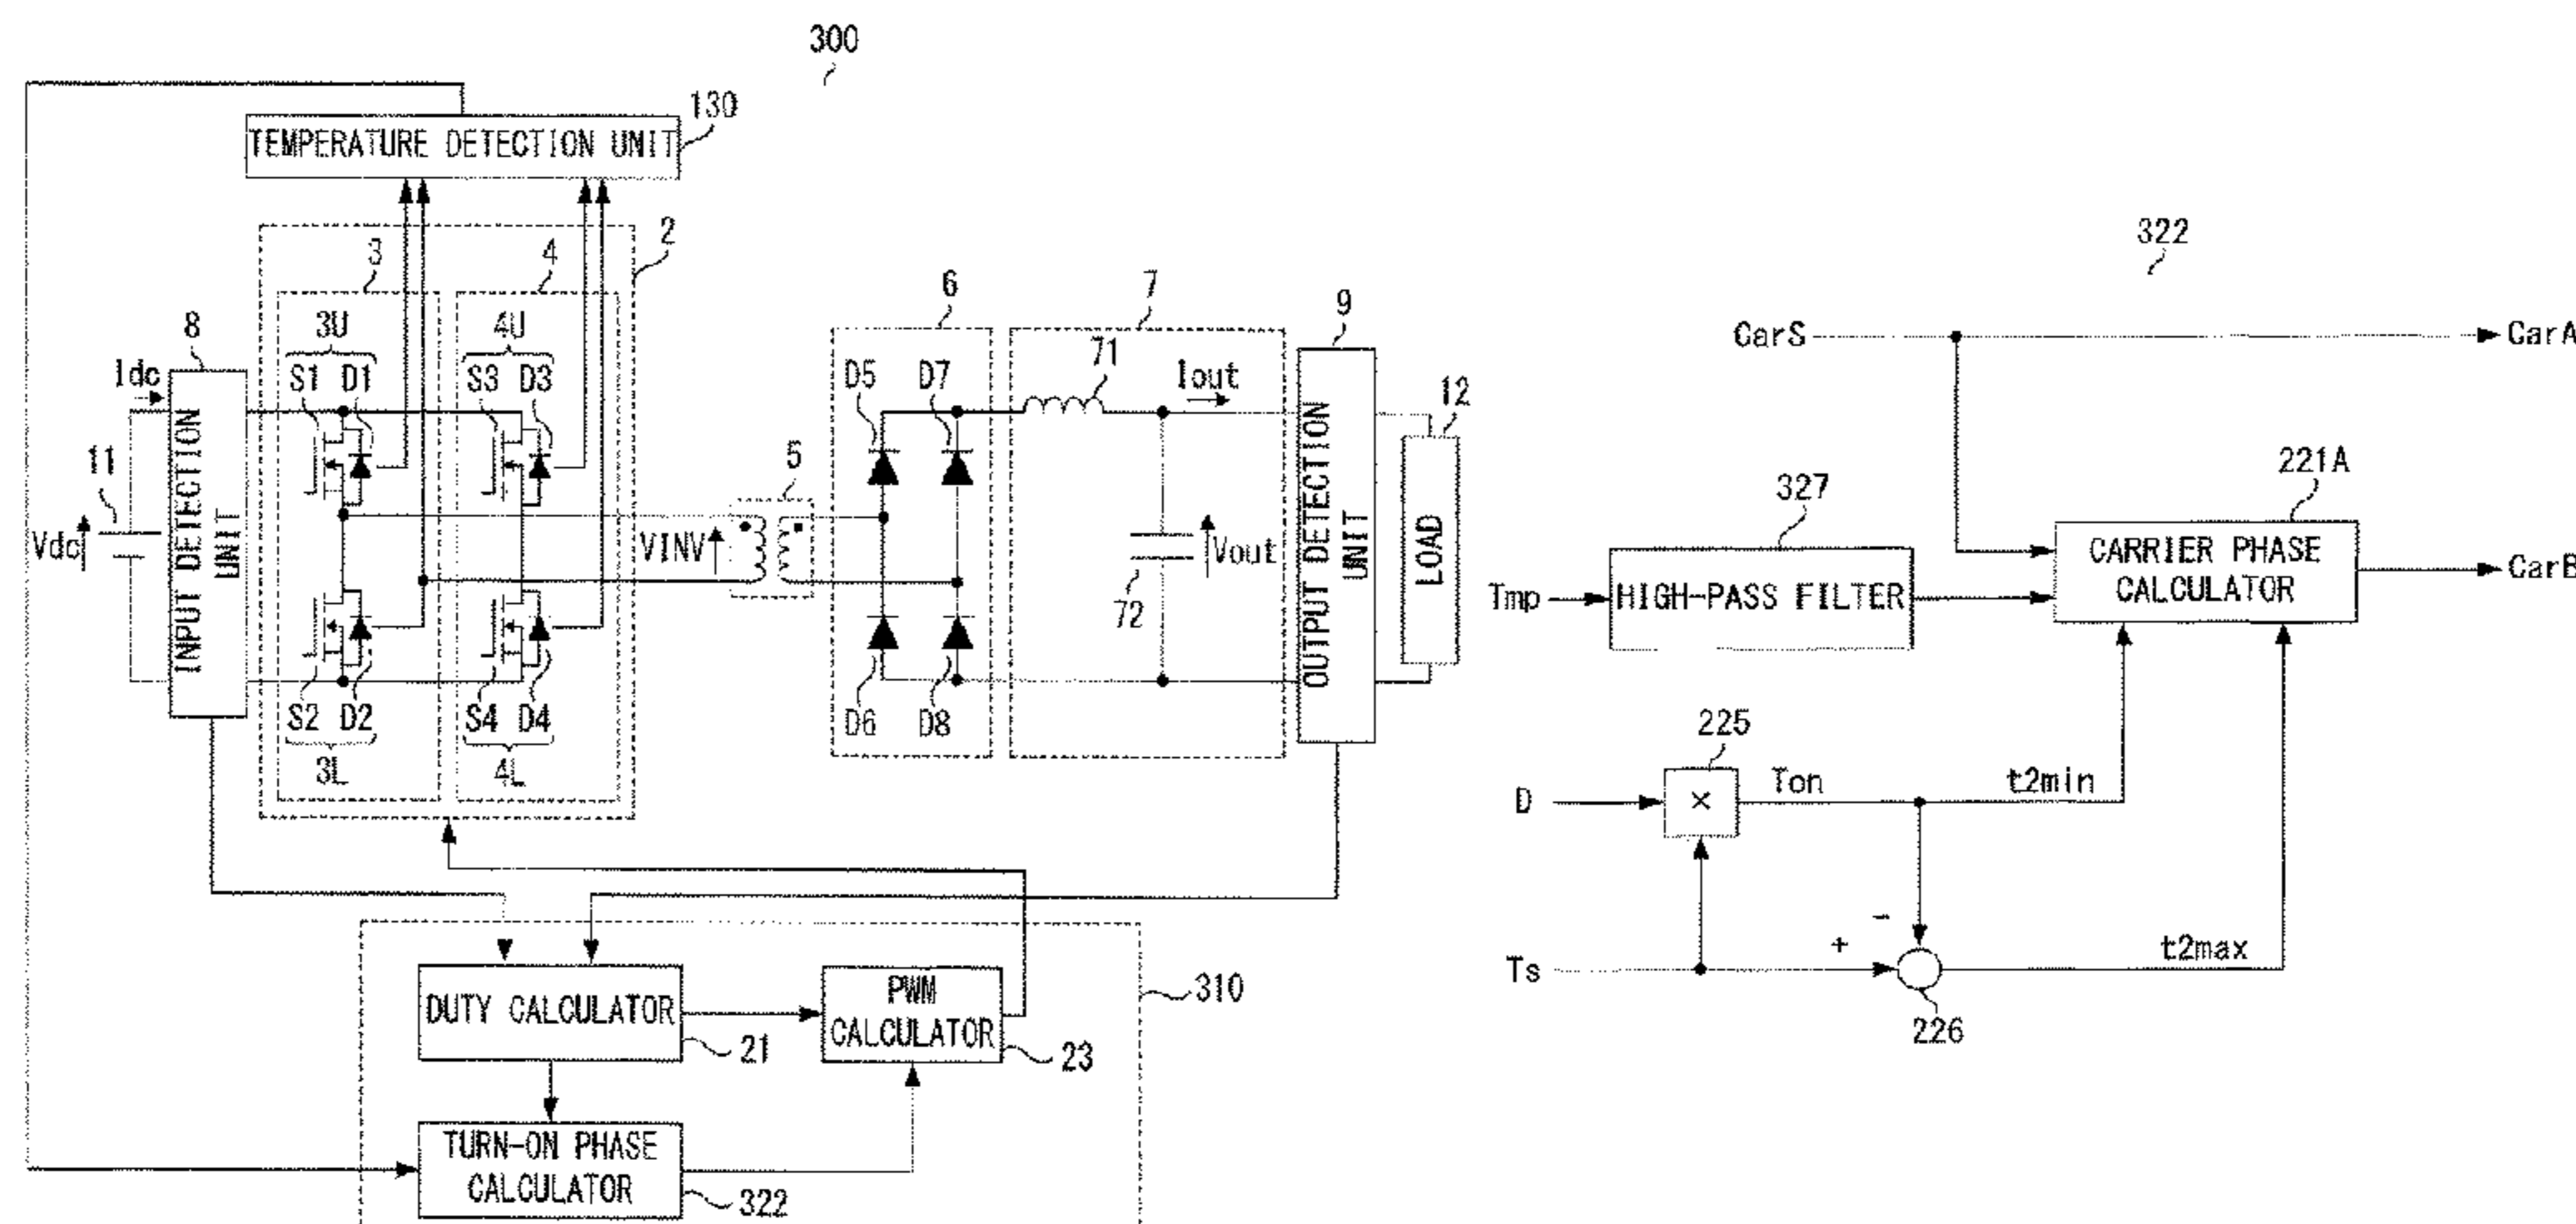 300
130
TEMPERATURE DETECTION UNIT
2
3
4
8
3U
4U
S1 D1
S3 D3
Idc
11
Vdc
INPUT DETECTION
UNIT
S2 D2
S4 D4
3L
4L
VINV
5
6
D5
D7
D6
D8
7
71
Iout
72
Vout
9
OUTPUT DETECTION
UNIT
12
LOAD
310
DUTY CALCULATOR
21
PWM
CALCULATOR
23
TURN-ON PHASE
CALCULATOR
322
322
CarS
CarA
221A
327
CARRIER PHASE
CALCULATOR
CarB
Tmp
HIGH-PASS FILTER
225
D
×
Ton
t2min
-
+
Ts
t2max
226